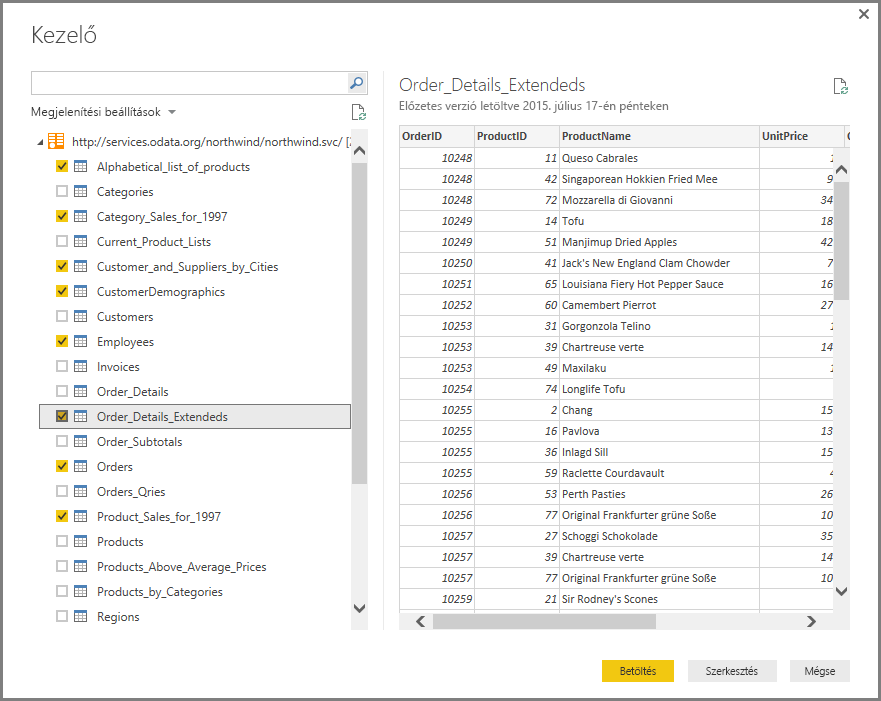 Kezelő
Megjelenítési beállítások
http://services.odata.org/northwind/northwind.svc/
Alphabetical_list_of_products
Categories
Category_Sales_for_1997
Current_Product_Lists
Customer_and_Suppliers_by_Cities
CustomerDemographics
Customers
Employees
Invoices
Order_Details
Order_Details_Extendeds
Order_Subtotals
Orders
Orders_Qries
Product_Sales_for_1997
Products
Products_Above_Average_Prices
Products_by_Categories
Regions
Order_Details_Extendeds
Előzetes verzió letöltve 2015. július 17-én pénteken
OrderID ProductID ProductName UnitPrice
10248 11 Queso Cabrales
10248 42 Singaporean Hokkien Fried Mee 9
10248 72 Mozzarella di Giovanni 34
10249 14 Tofu 18
10249 51 Manjimup Dried Apples 42
10250 41 Jack's New England Clam Chowder 7
10251 65 Louisiana Fiery Hot Pepper Sauce 16
10252 60 Camembert Pierrot 27
10253 31 Gorgonzola Telino
10253 39 Chartreuse verte 14
10253 49 Maxilaku
10254 74 Longlife Tofu
10255 2 Chang 15
10255 16 Pavlova 13
10255 36 Inlagd Sill 15
10255 59 Raclette Courdavault
10256 53 Perth Pasties 26
10256 77 Original Frankfurter grüne Soße 10
10257 27 Schoggi Schokolade 35
10257 39 Chartreuse verte 14
10257 77 Original Frankfurter grüne Soße 10
10259 21 Sir Rodney's Scones
Betöltés Szerkesztés Mégse